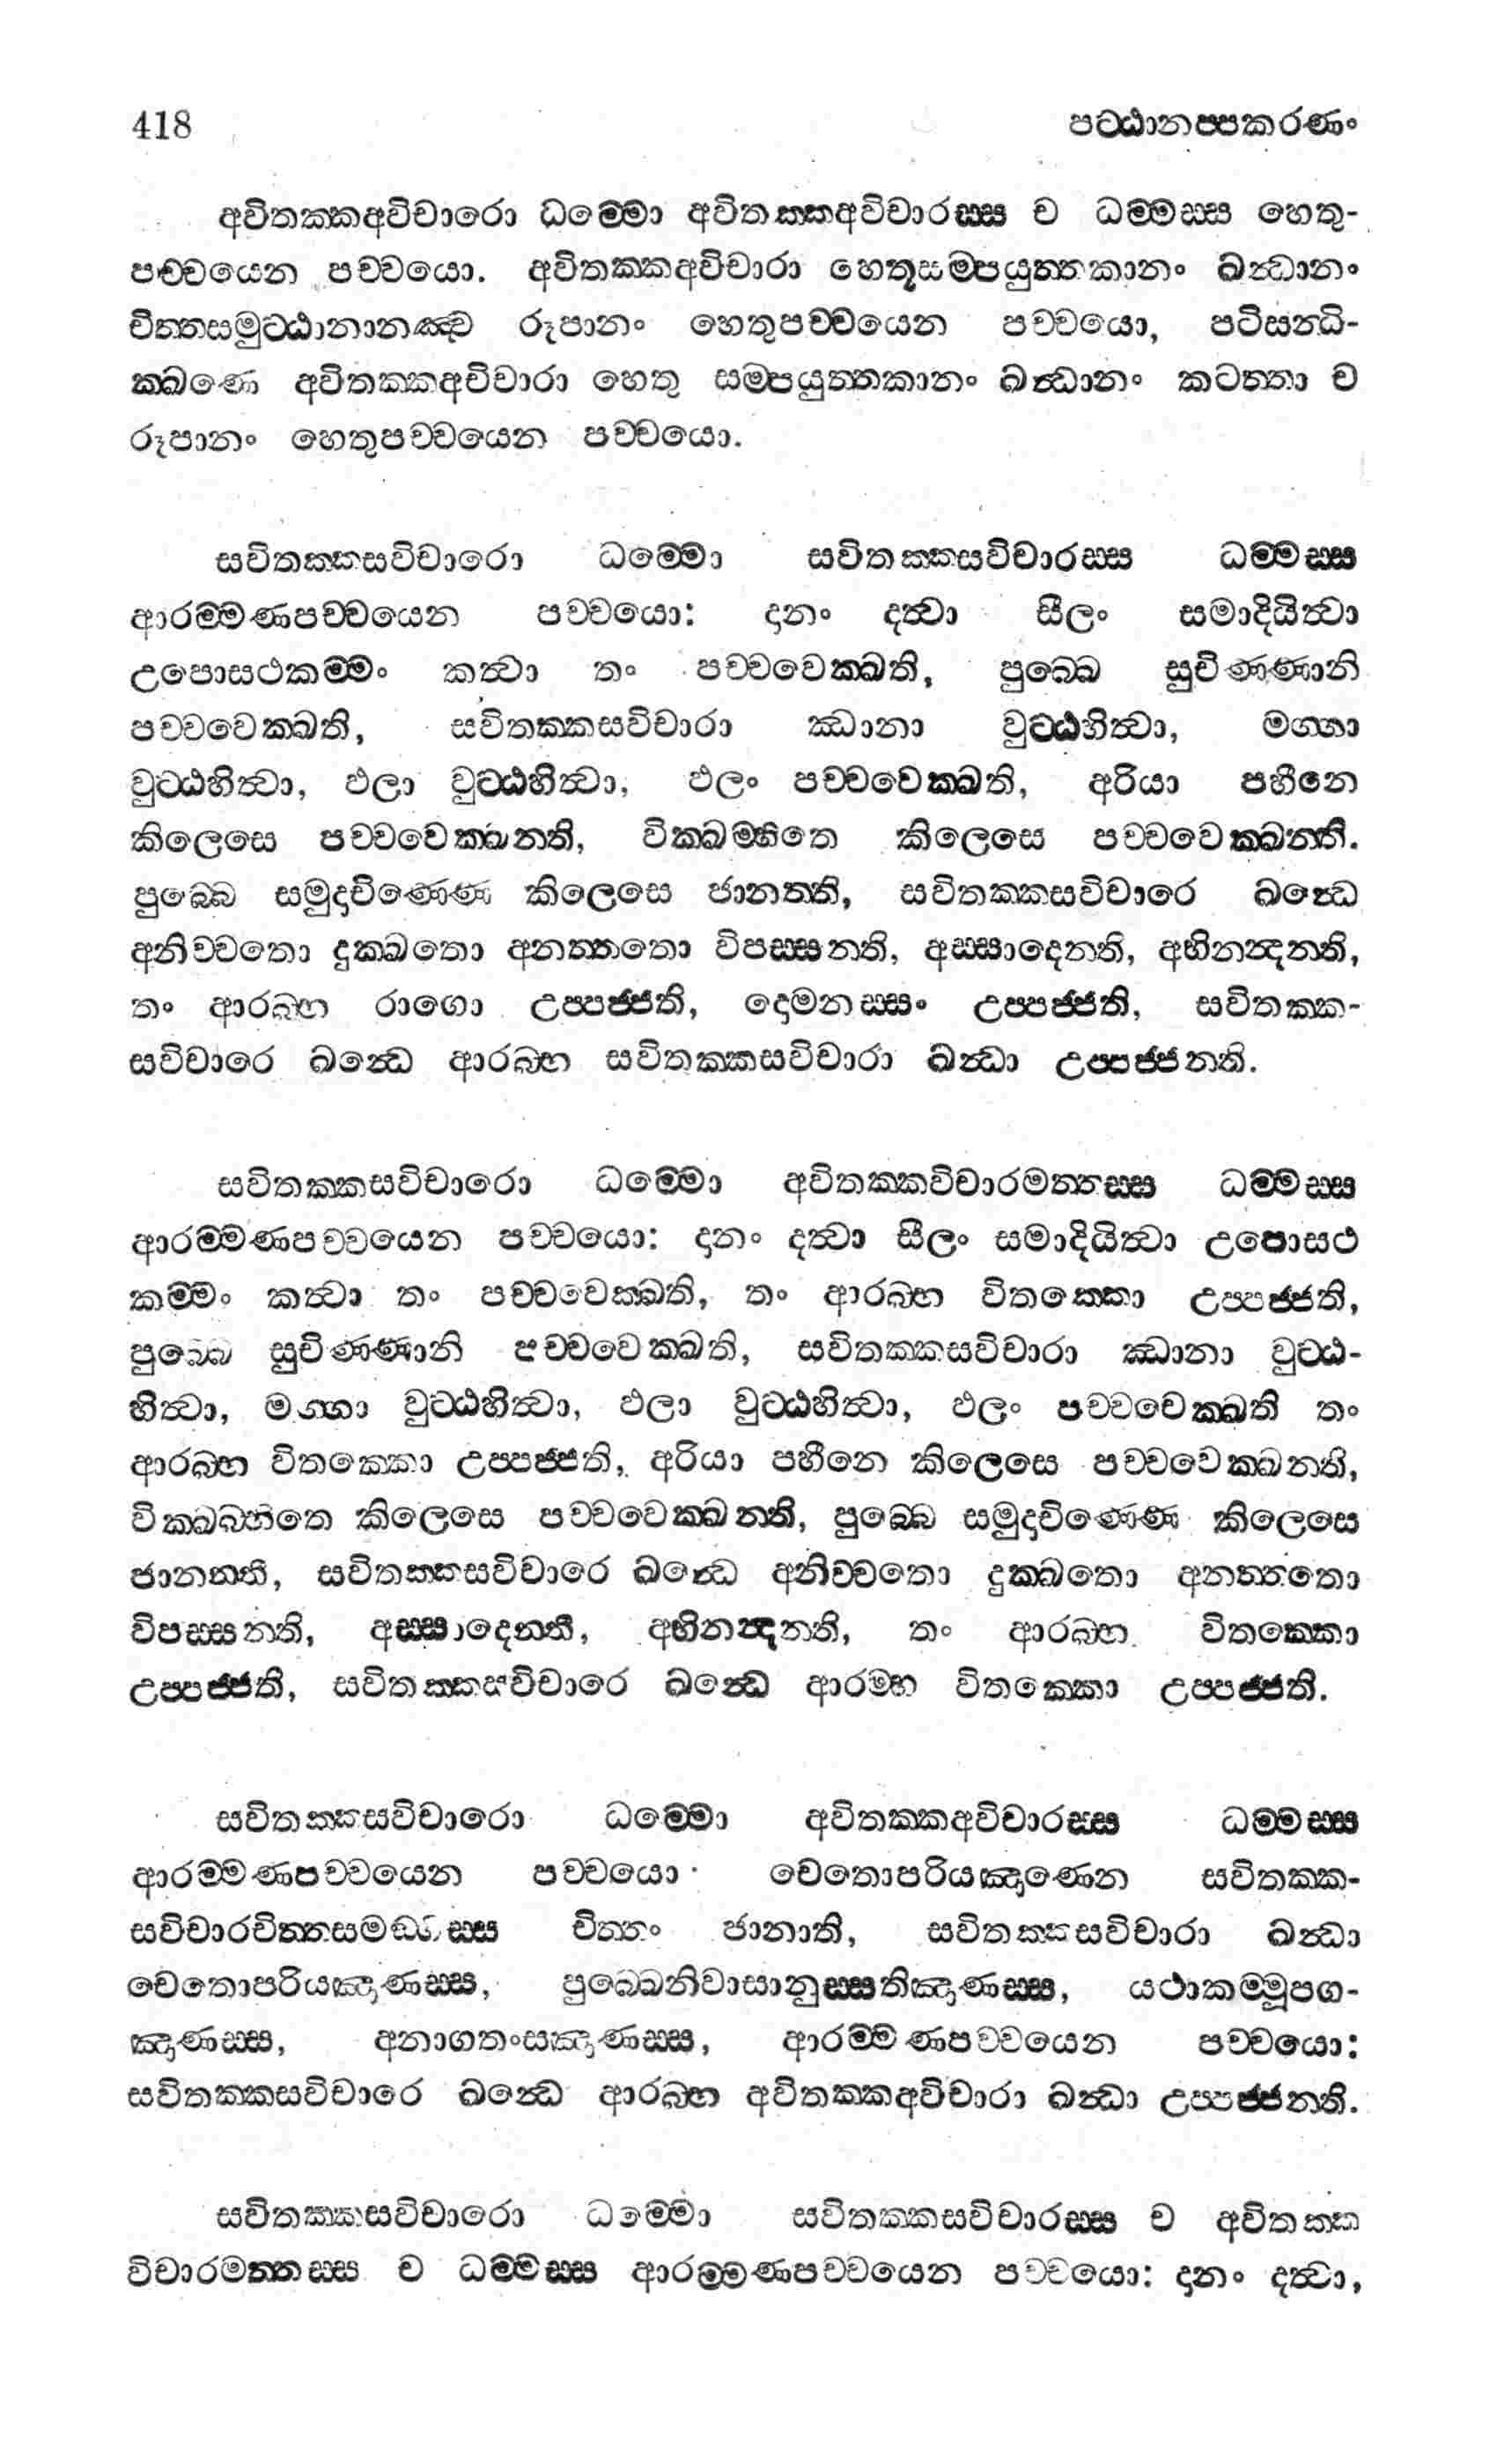 418 පට්ඨානප්පකරණං
අවිතක්කඅවිචාරො ධම්මො අවිතක්කඅවිචාරස්ස ච ධම්මස්ස හෙතු-
පච්චයෙන පච්චයො. අවිතක්කඅවිචාරා හෙතූසම්පයුත්තකානං ඛන්ධානං
චිත්තසමුට්ඨානානඤ්ච රූපානං හෙතුපච්චයෙන පච්චයො, පටිසන්ධි-
ක්ඛණෙ අවිතක්කඅචිචාරා හෙතු සම්පයුත්තකානං ඛන්ධානං කටත්තා ච
රූපානං හෙතුපච්චයෙන පච්චයො.
සවිතක්කසවිචාරො ධම්මො සවිතක්කසවිචාරස්ස ධම්මස්ස
ආරම්මණපච්චයෙන පච්චයො: දානං දත්වා සීලං සමාදියිත්වා
උපොසථකම්මං කත්වා තං පච්චවෙක්ඛති, පුබ්බෙ සුචිණ්ණානි
පච්චවෙක්ඛති, සවිතක්කසවිචාරා ඣානා වුට්ඨහිත්වා, මග්ගා
වුට්ඨහිත්වා, ඵලා වුට්ඨහිත්වා, ඵලං පච්චවෙක්ඛති, අරියා පහීනෙ
කිලෙසෙ පච්චවෙක්ඛන්ති, වික්ඛම්භිතෙ කිලෙසෙ පච්චවෙක්ඛන්ති.
පුබ්බෙ සමුදාචිණ්ණෙ කිලෙසෙ ජානන්ති, සවිතක්කසවිචාරෙ ඛන්ධෙ
අනිච්චතො දුක්ඛතො අනත්තතො විපස්සන්ති, අස්සාදෙන්ති, අභිනන්දන්ති,
තං ආරබ්භ රාගො උප්පජ්ජති, දොමනස්සං උප්පජ්ජති, සවිතක්ක-
සවිචාරෙ ඛන්ධෙ ආරබ්භ සවිතක්කසවිචාරා ඛන්ධා උප්පජ්ජන්ති.
සවිතක්කසවිචාරො ධම්මො අවිතක්කවිචාරමත්තස්ස ධම්මස්ස
ආරම්මණපච්චයෙන පච්චයො: දානං දත්වා සීලං සමාදියිත්වා උපොසථ
කම්මං කත්වා තං පච්චවෙක්ඛති, තං ආරබ්භ විතක්කො උප්පජ්ජති,
පුබ්බෙ සුචිණ්ණානි පච්චවෙක්ඛති, සවිතක්කසවිචාරා ඣානා වුට්ඨ-
හිත්වා, මග්ගා වුට්ඨහිත්වා, ඵලා වුට්ඨහිත්වා, ඵලං පච්චචෙක්ඛති තං
ආරබ්භ විතක්කො උප්පජ්ජති, අරියා පහීනෙ කිලෙසෙ පච්චවෙක්ඛන්ති,
වික්ඛබ්භිතෙ කිලෙසෙ පච්චවෙක්ඛන්ති, පුබ්බෙ සමුදාචිණ්ණෙ කිලෙසෙ
ජානන්ති, සවිතක්කසවිචාරෙ ඛන්ධෙ අනිච්චතො දුක්ඛතො අනත්තතො
විපස්සන්ති, අස්සාදෙන්ති, අභිනන්දන්ති, තං ආරබ්භ විතක්කො
උප්පජ්ජති, සවිතක්කසවිචාරෙ ඛන්ධෙ ආරම්භ විතක්කො උප්පජ්ජති.
සවිතක්කසවිචාරො ධම්මො අවිතක්කඅවිචාරස්ස ධම්මස්ස
ආරම්මණපච්චයෙන පච්චයො· චෙතොපරියඤාණෙන සවිතක්ක-
සවිචාරචිත්තසමඞ්ගිස්ස චිත්තං ජානාති, සවිතක්කසවිචාරා ඛන්ධා
චෙතොපරියඤාණස්ස, පුබ්බෙනිවාසානුස්සතිඤාණස්ස, යථාකම්මූපග-
ඤාණස්ස, අනාගතංසඤාණස්ස, ආරම්මණපච්චයෙන පච්චයො:
සවිතක්කසවිචාරෙ ඛන්ධෙ ආරබ්භ අවිතක්කඅවිචාරා ඛන්ධා උප්පජ්ජන්ති.
සවිතක්කසවිචාරො ධම්මො සවිතක්කසවිචාරස්ස ච අවිතක්ක
විචාරමත්තස්ස ච ධම්මස්ස ආරම්මණපච්චයෙන පච්චයො: දානං දත්වා,